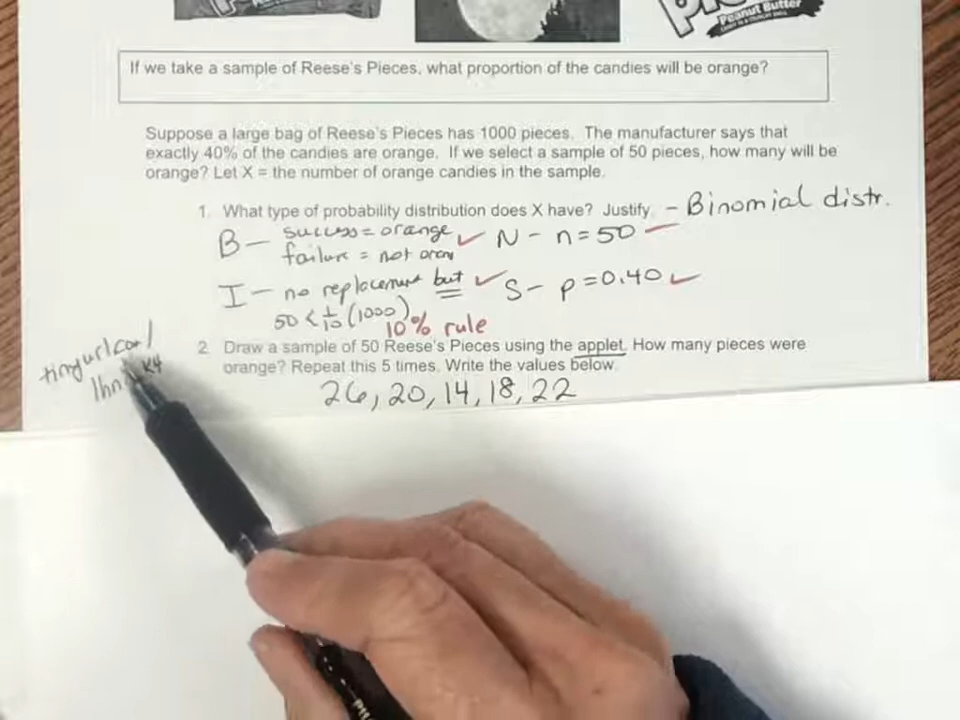 Peanut Butter
If we take a sample of Reese's Pieces, what proportion of the candies will be orange?
Suppose a large bag of Reese's Pieces has 1000 pieces. The manufacturer says that
exactly 40% of the candies are orange. If we select a sample of 50 pieces, how many will be
orange? Let X = the number of orange candies in the sample.
1. What type of probability distribution does X have? Justify. - Binomial distr.
B - success = orange ✓ N - n = 50
failure = not oran
I - no replacement but ✓ S - p = 0.40 ✓
50 < 1/10 (1000)
10% rule
2. Draw a sample of 50 Reese's Pieces using the applet. How many pieces were
orange? Repeat this 5 times. Write the values below.
tinyurl.com/
26, 20, 14, 18, 22